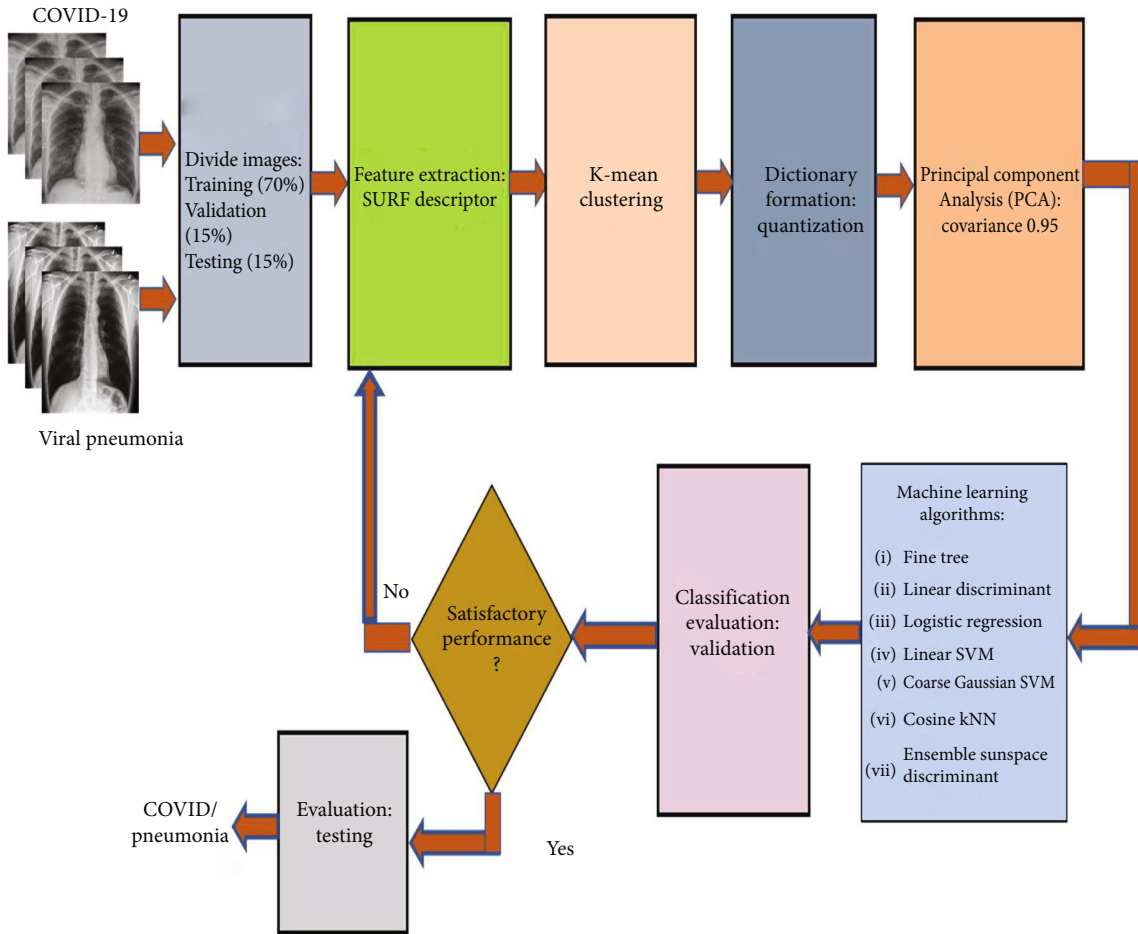 COVID-19
Viral pneumonia
Divide images:
Training (70%)
Validation
(15%)
Testing (15%)
Feature extraction:
SURF descriptor
K-mean
clustering
Dictionary
formation:
quantization
Principal component
Analysis (PCA):
covariance 0.95
Machine learning
algorithms:
(i) Fine tree
(ii) Linear discriminant
(iii) Logistic regression
(iv) Linear SVM
(v) Coarse Gaussian SVM
(vi) Cosine kNN
(vii) Ensemble sunspace
discriminant
Classification
evaluation:
validation
Satisfactory
performance
?
No
Yes
Evaluation:
testing
COVID/
pneumonia